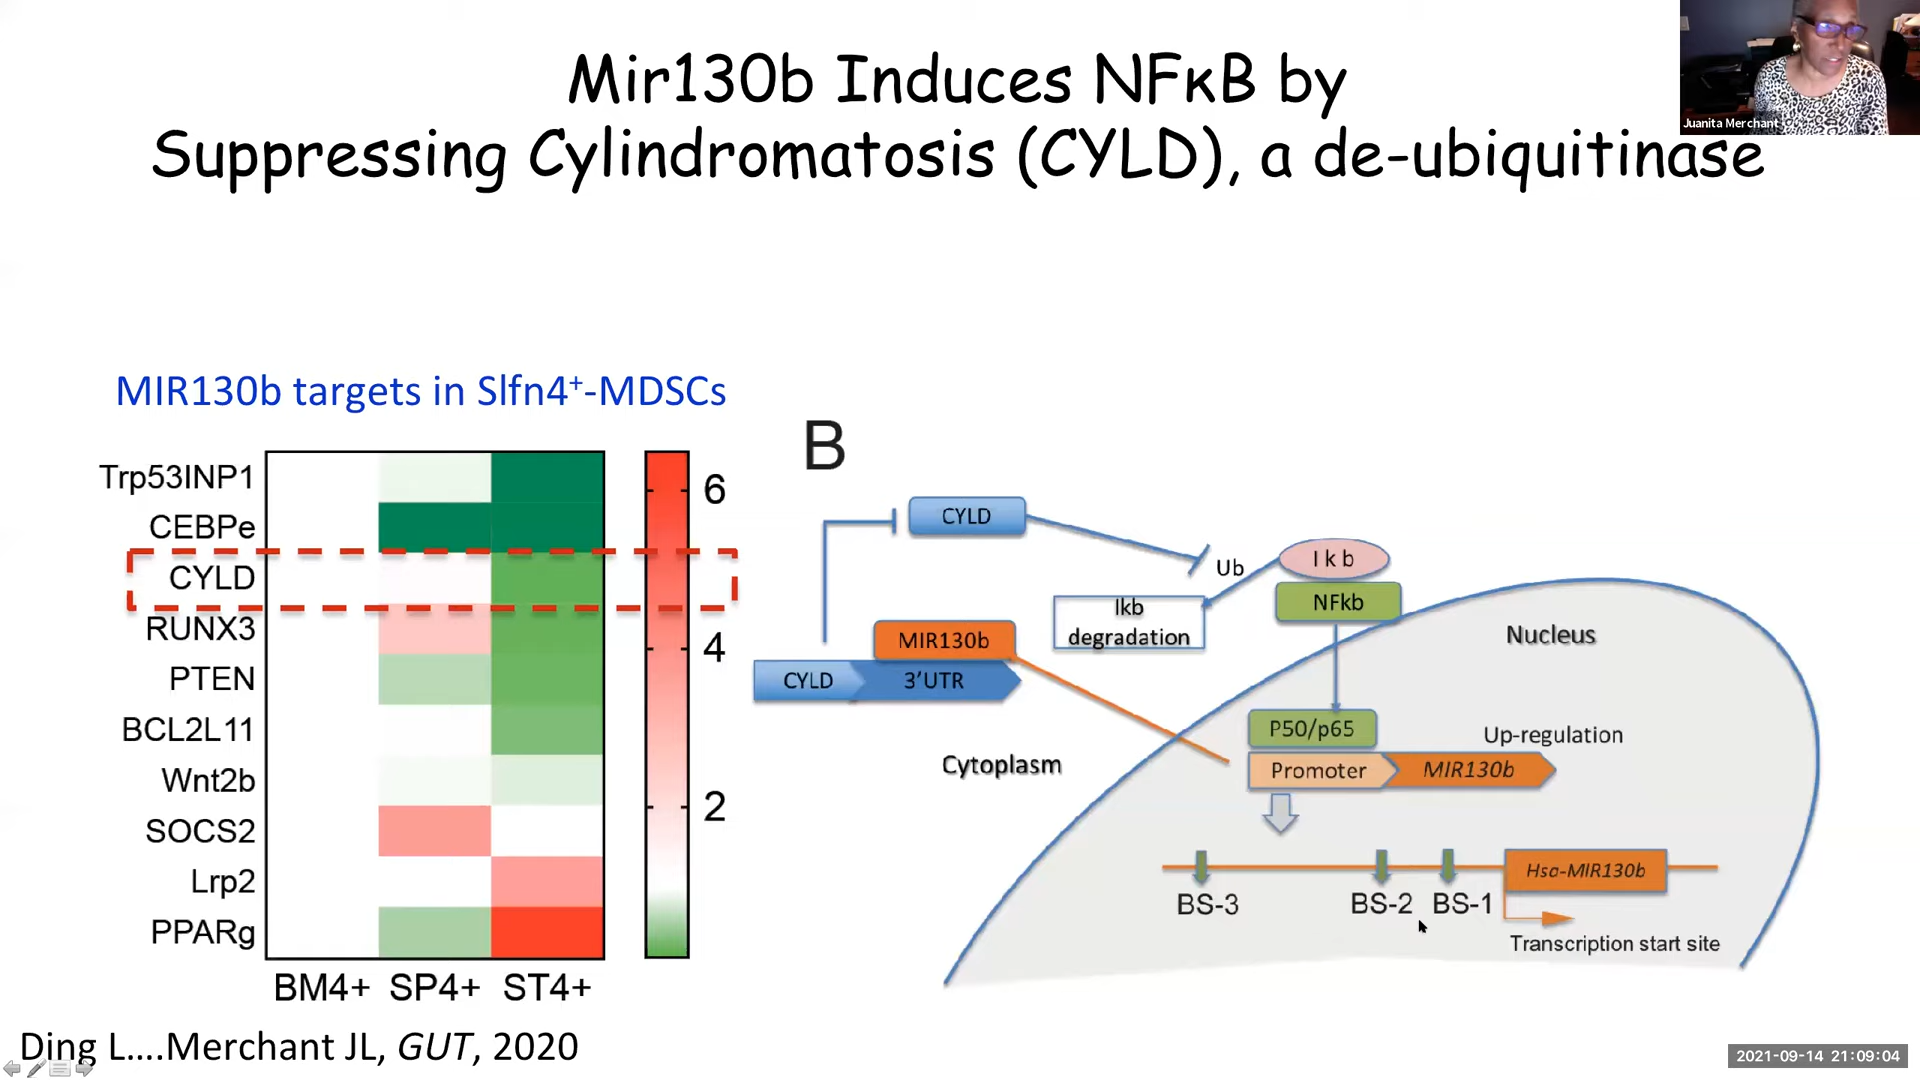 Mir130b Induces NFκB by
Suppressing Cylindromatosis (CYLD), a de-ubiquitinase
Juanita Merchant
MIR130b targets in Slfn4⁺-MDSCs
Trp53INP1
CEBPe
CYLD
RUNX3
PTEN
BCL2L11
Wnt2b
SOCS2
Lrp2
PPARg
BM4+ SP4+ ST4+
6
4
2
B
CYLD
Ub
I k b
NFkb
Ikb
degradation
MIR130b
CYLD 3'UTR
Nucleus
Cytoplasm
P50/p65
Up-regulation
Promoter MIR130b
Hsa-MIR130b
BS-3 BS-2 BS-1
Transcription start site
Ding L....Merchant JL, GUT, 2020
2021-09-14 21:09:04